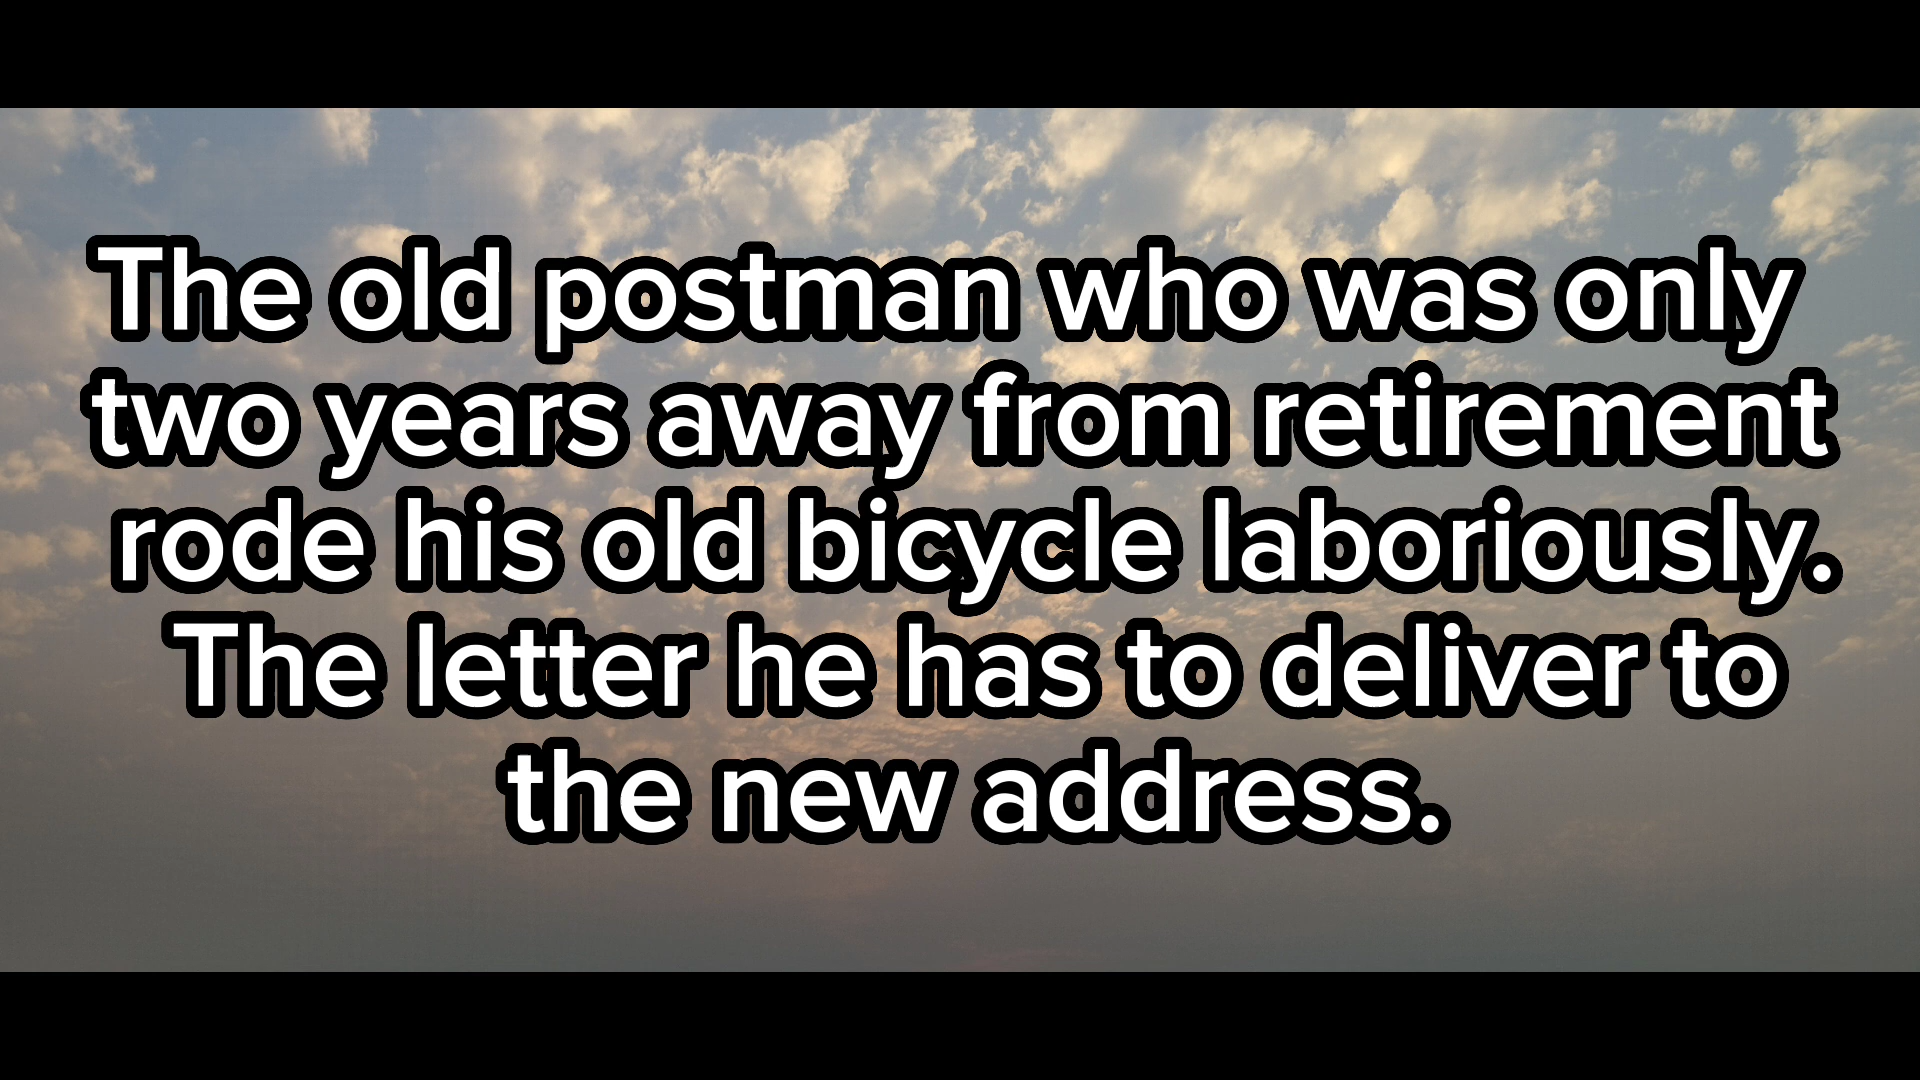 The old postman who was only
two years away from retirement
rode his old bicycle laboriously.
The letter he has to deliver to
the new address.